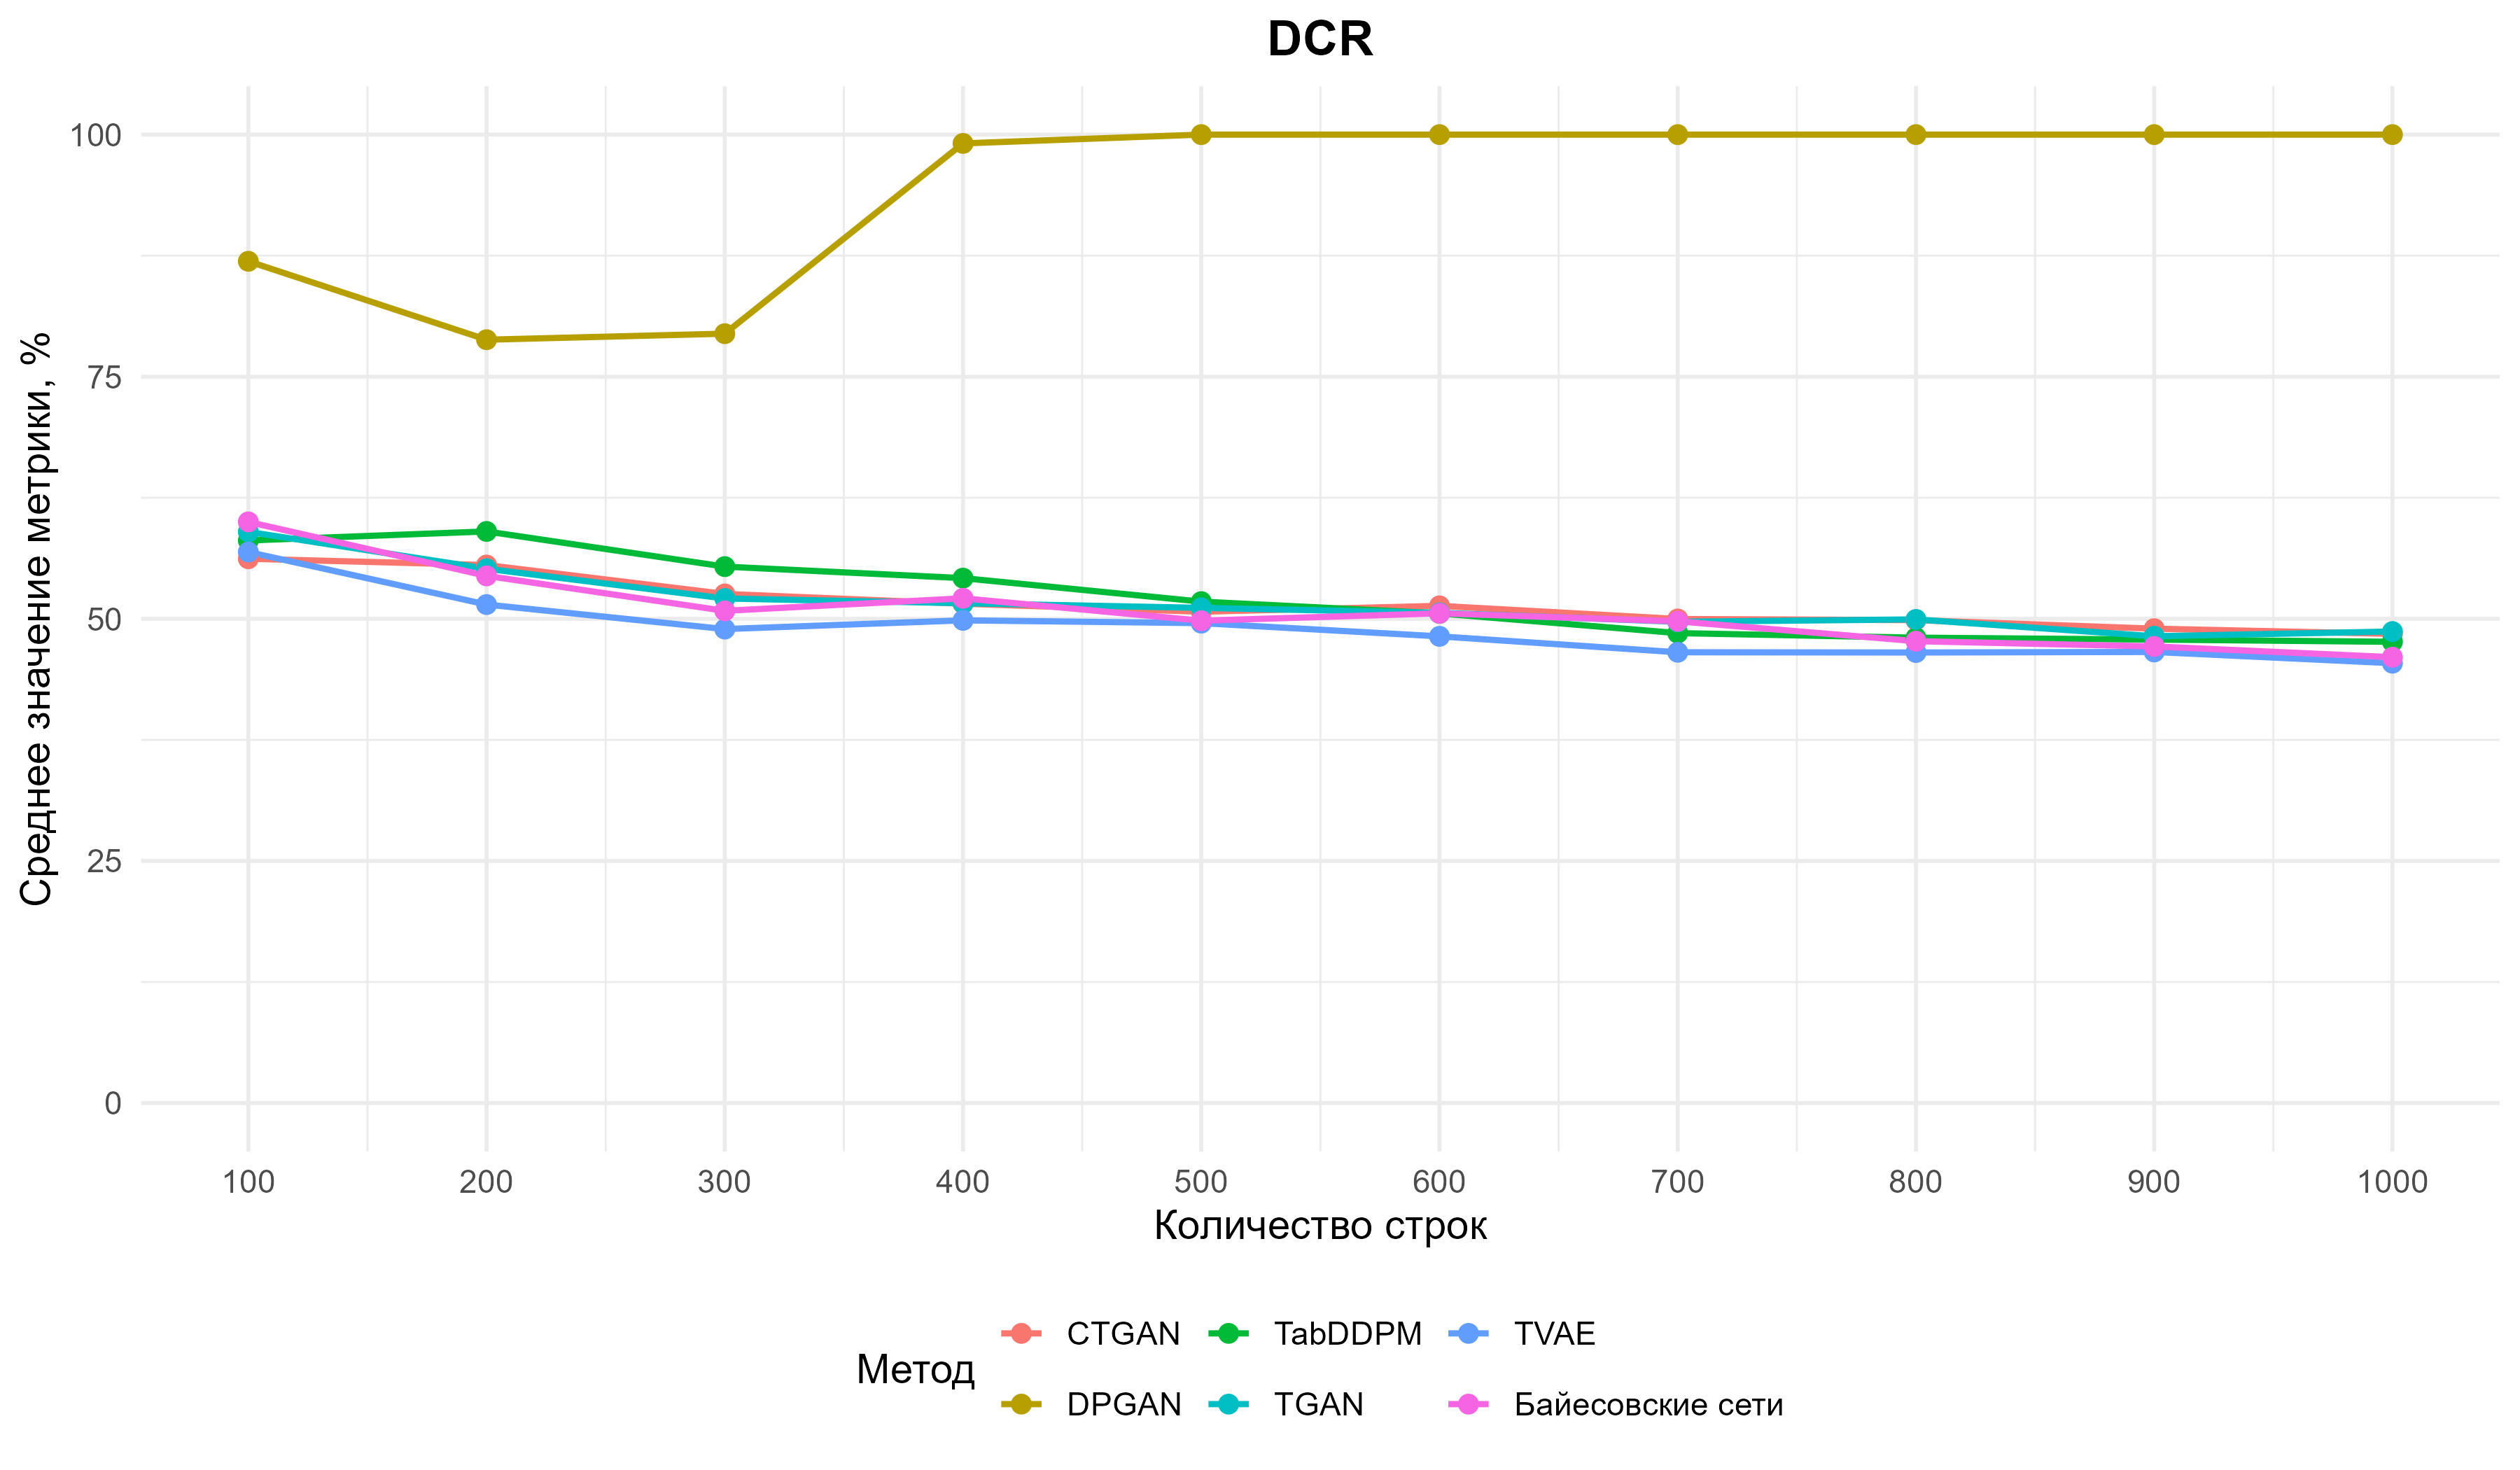 DCR
Среднее значение метрики, %
100
75
50
25
0
100 200 300 400 500 600 700 800 900 1000
Количество строк
Метод
CTGAN TabDDPM TVAE
DPGAN TGAN Байесовские сети